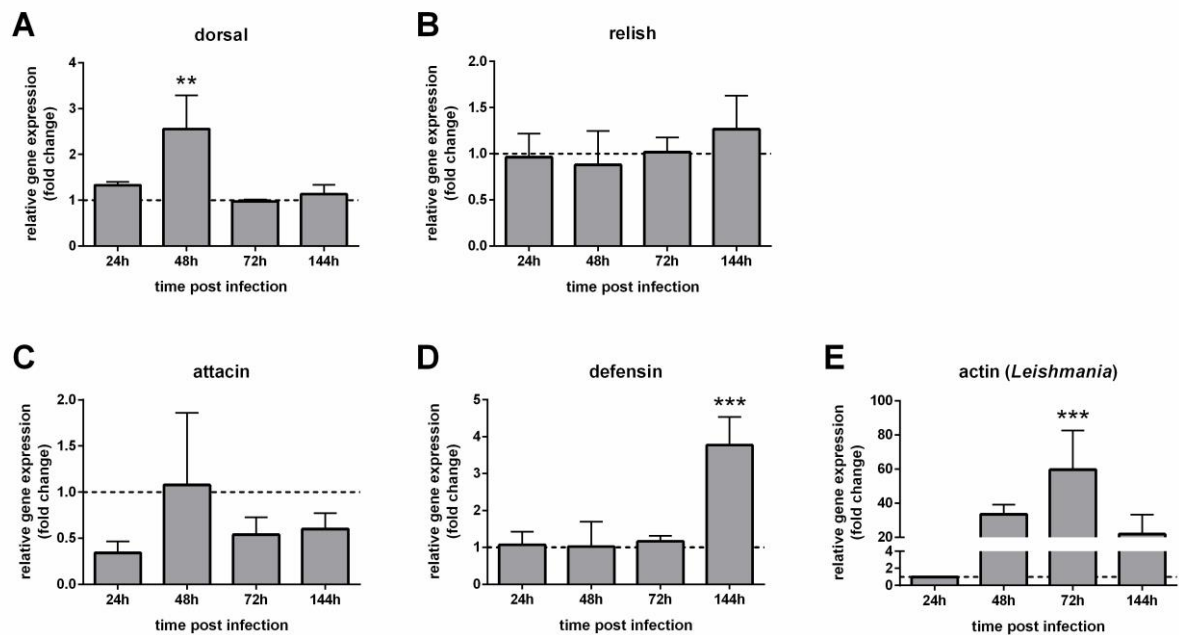 A
dorsal
relative gene expression
(fold change)
4
3
2
1
0
**
24h 48h 72h 144h
time post infection
B
relish
relative gene expression
(fold change)
2.0
1.5
1.0
0.5
0.0
24h 48h 72h 144h
time post infection
C
attacin
relative gene expression
(fold change)
2.0
1.5
1.0
0.5
0.0
24h 48h 72h 144h
time post infection
D
defensin
relative gene expression
(fold change)
5
4
3
2
1
0
***
24h 48h 72h 144h
time post infection
E
actin (Leishmania)
relative gene expression
(fold change)
100
80
60
40
20
4
2
0
***
24h 48h 72h 144h
time post infection